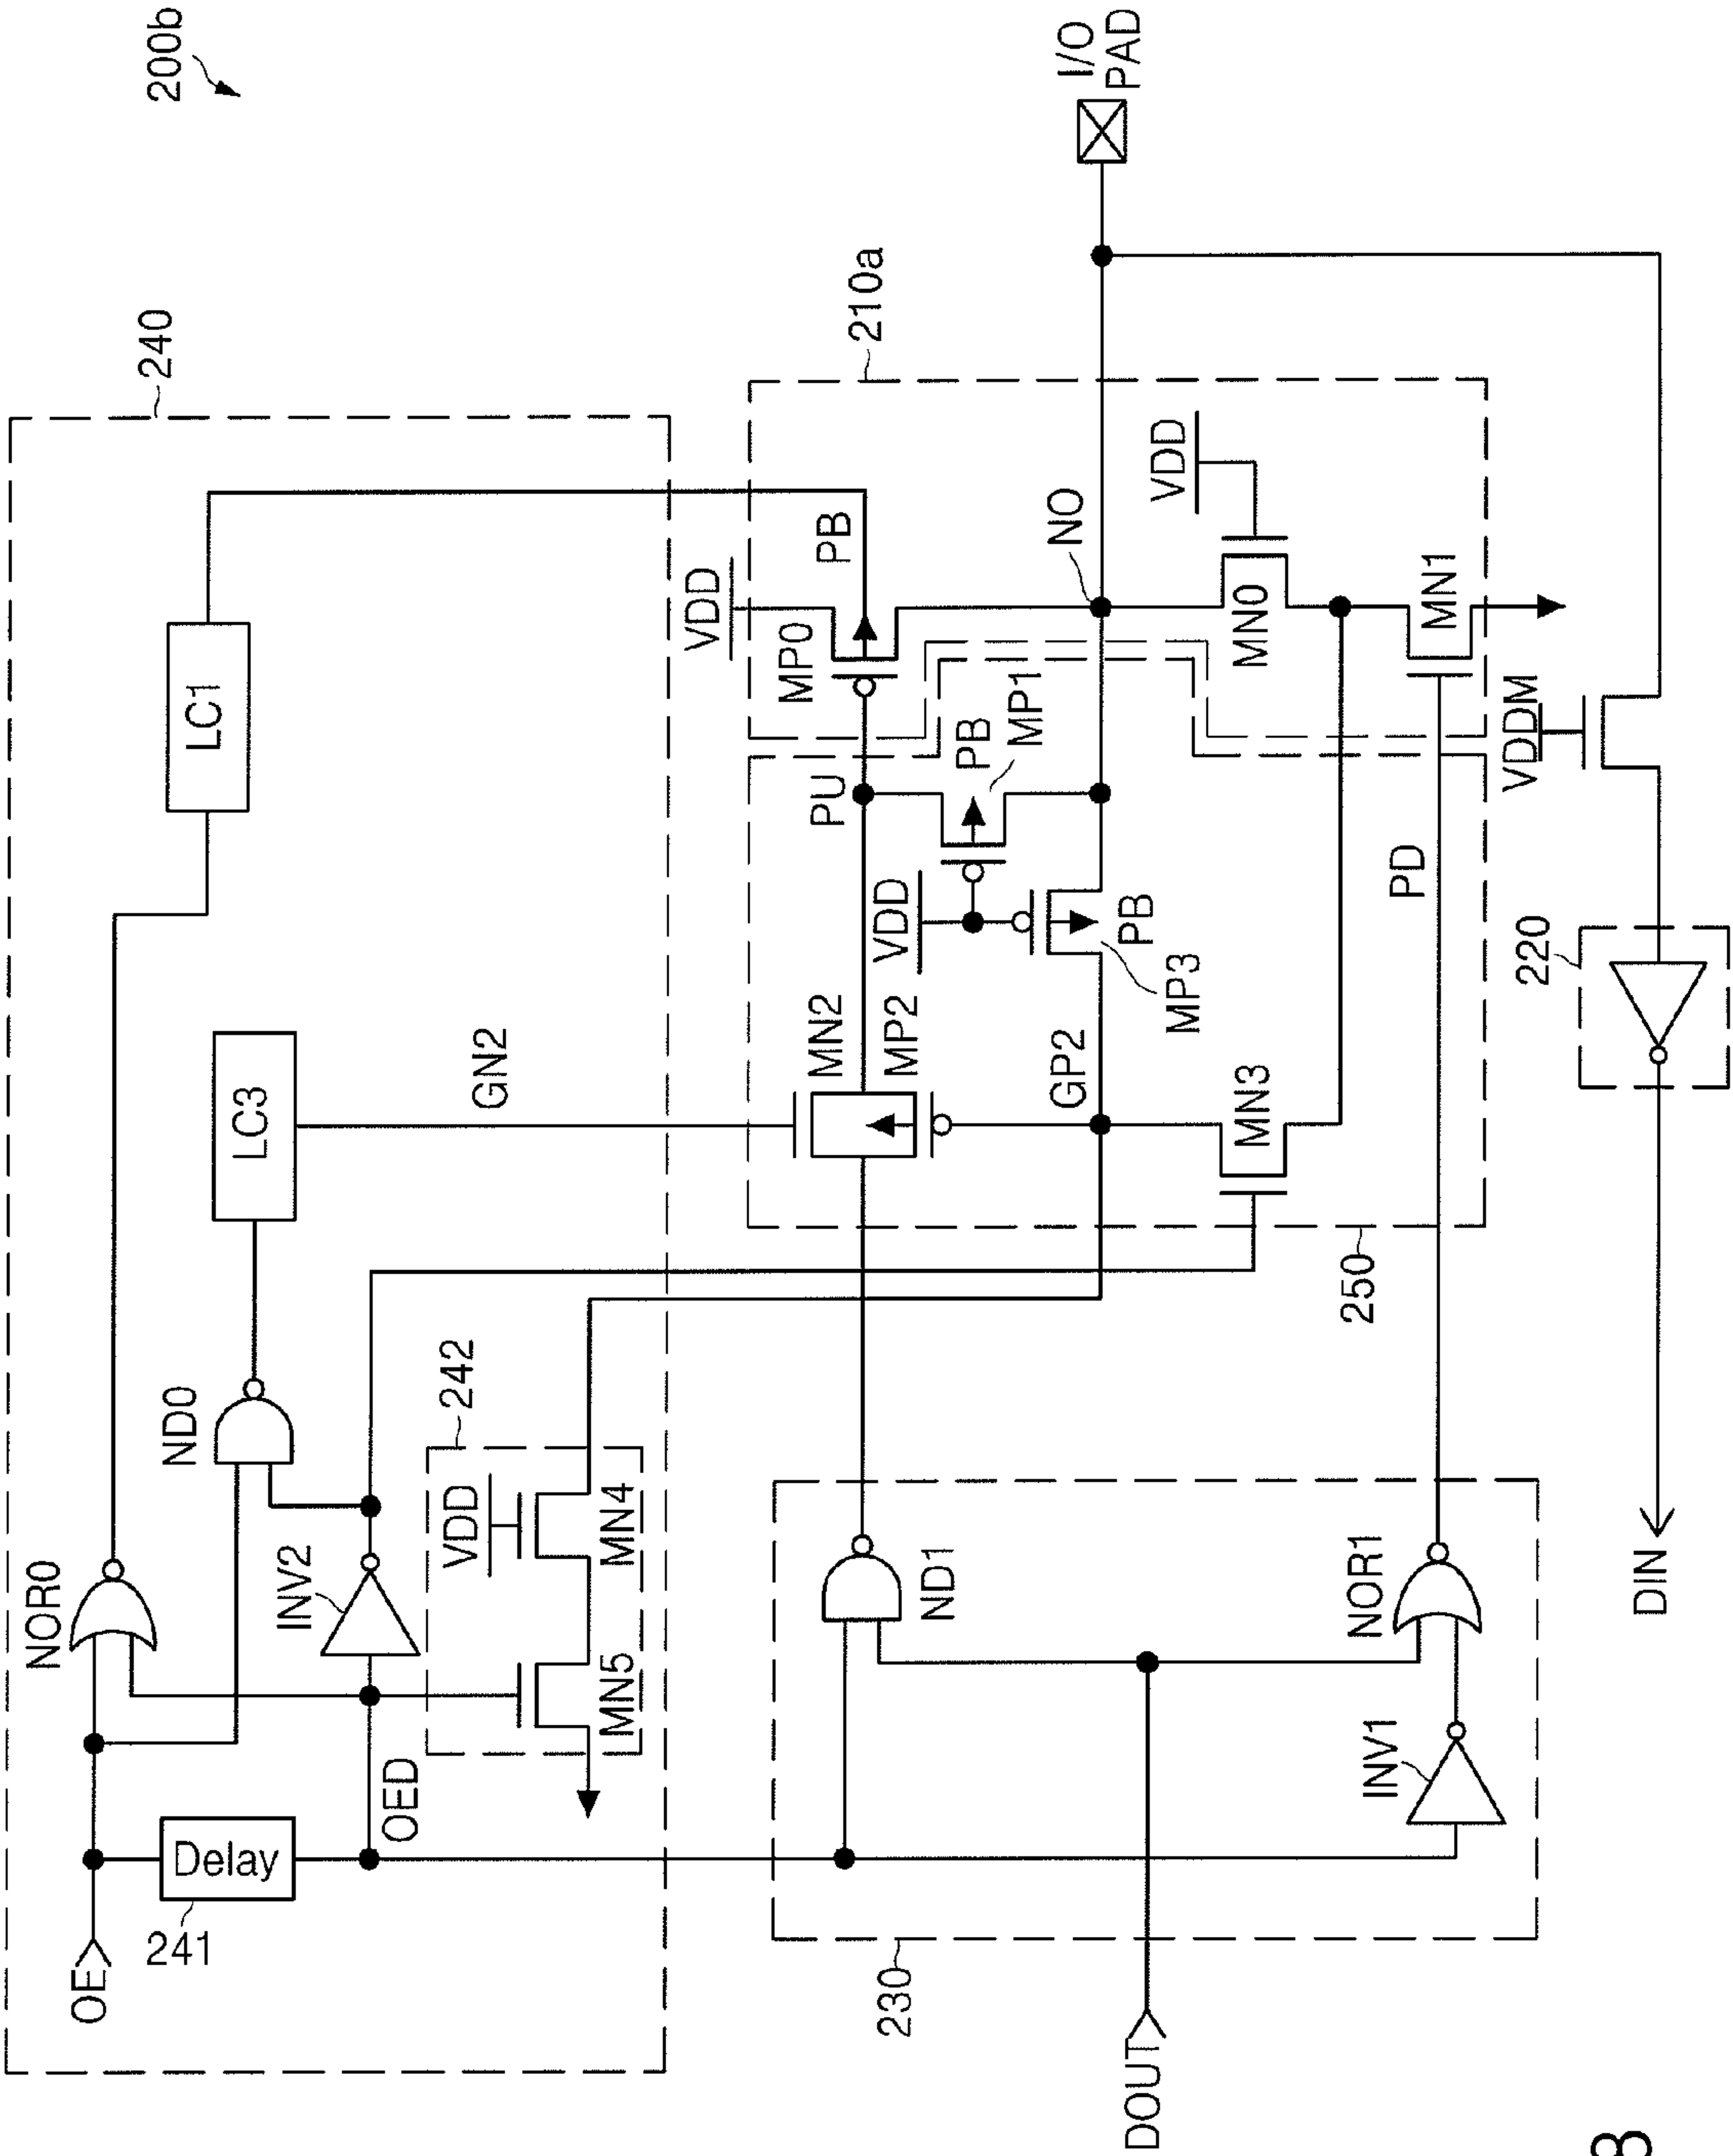 200b
240
I/O
PAD
210a
LC1
VDD
PB
MP0
NO
VDD
MN0
MN1
LC3
GN2
PU
PB
MP1
VDD
PB
MP3
MN2
MP2
GP2
MN3
PD
VDDM
220
250
242
ND0
NOR0
INV2
VDD
MN4
MN5
OED
ND1
NOR1
INV1
DIN
OE
Delay
241
230
DOUT
8